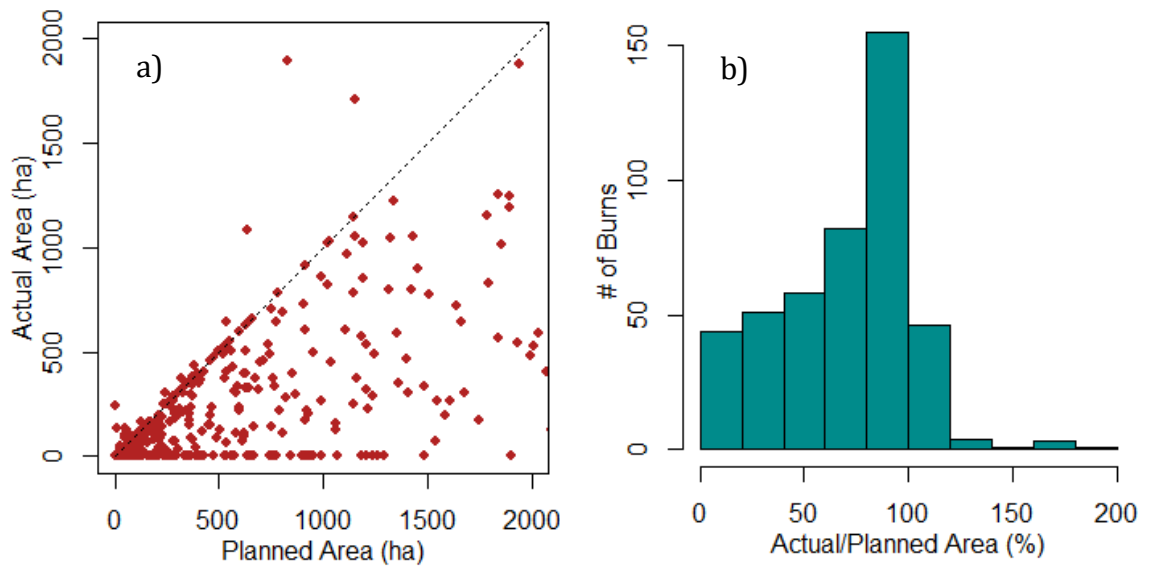 a)
Actual Area (ha)
2000
1500
1000
500
0
0 500 1000 1500 2000
Planned Area (ha)
b)
# of Burns
150
100
50
0
0 50 100 150 200
Actual/Planned Area (%)